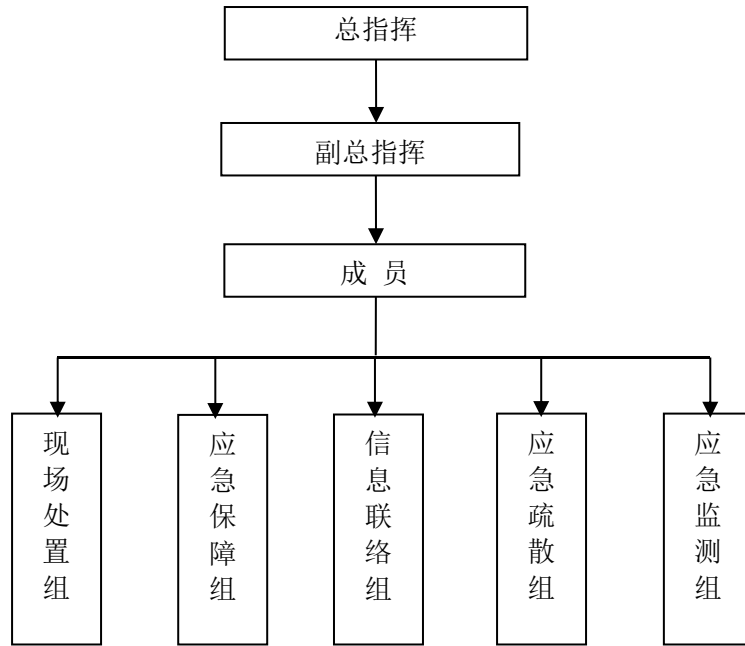 总指挥
副总指挥
成 员
现场处置组
应急保障组
信息联络组
应急疏散组
应急监测组